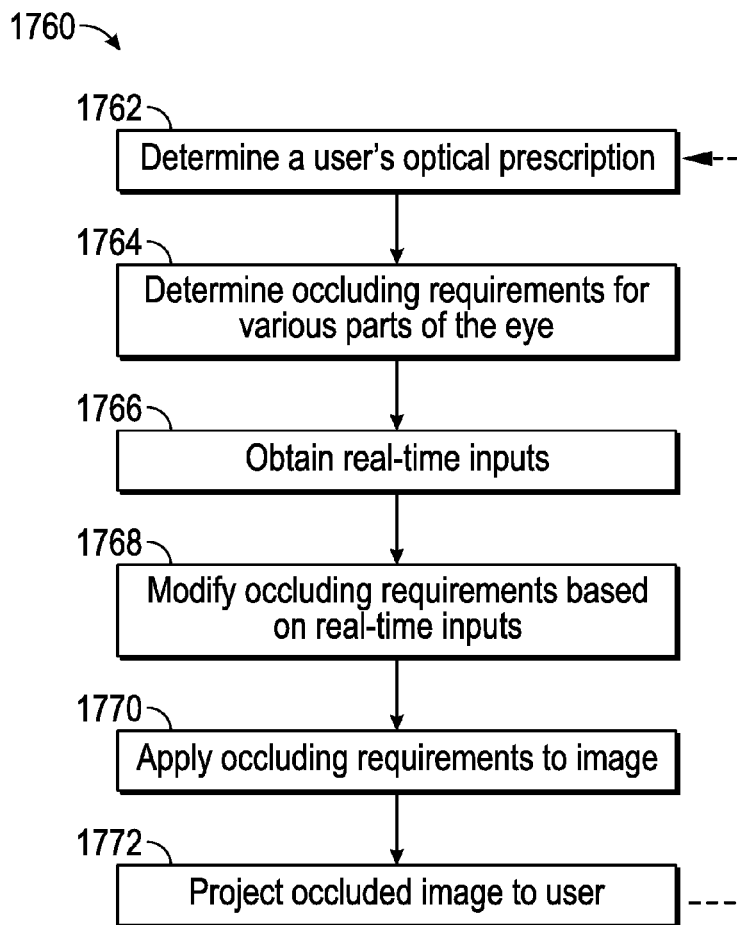 1760
1762
Determine a user's optical prescription
1764
Determine occluding requirements for
various parts of the eye
1766
Obtain real-time inputs
1768
Modify occluding requirements based
on real-time inputs
1770
Apply occluding requirements to image
1772
Project occluded image to user